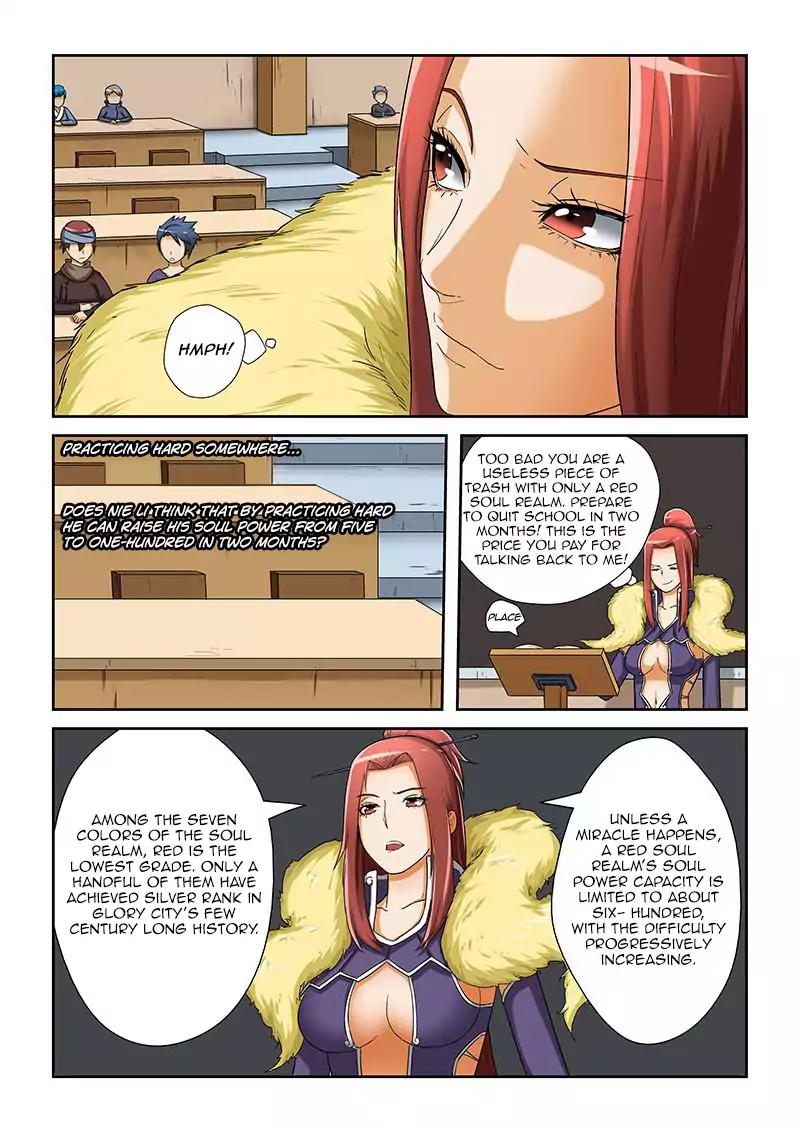 HMPH!
PRACTICING HARD SOMEWHERE...
DOES NIE LI THINK THAT BY PRACTICING HARD
HE CAN RAISE HIS SOUL POWER FROM FIVE
TO ONE-HUNDRED IN TWO MONTHS?
TOO BAD YOU ARE A
USELESS PIECE OF
TRASH WITH ONLY A RED
SOUL REALM. PREPARE
TO QUIT SCHOOL IN TWO
MONTHS! THIS IS THE
PRICE YOU PAY FOR
TALKING BACK TO ME!
PLACE
AMONG THE SEVEN
COLORS OF THE SOUL
REALM, RED IS THE
LOWEST GRADE. ONLY A
HANDFUL OF THEM HAVE
ACHIEVED SILVER RANK IN
GLORY CITY'S FEW
CENTURY LONG HISTORY.
UNLESS A
MIRACLE HAPPENS,
A RED SOUL
REALM'S SOUL
POWER CAPACITY IS
LIMITED TO ABOUT
SIX- HUNDRED,
WITH THE DIFFICULTY
PROGRESSIVELY
INCREASING.